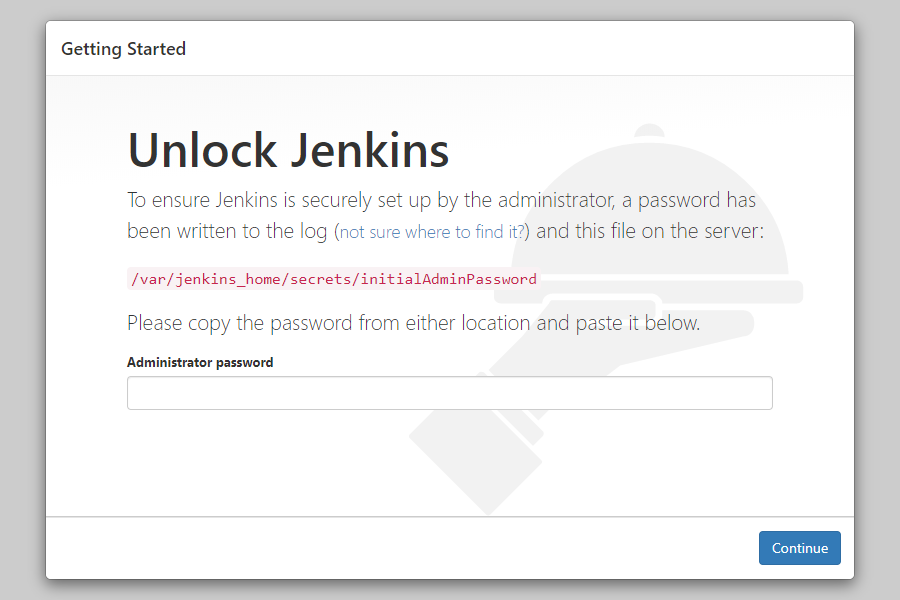 Getting Started
Unlock Jenkins
To ensure Jenkins is securely set up by the administrator, a password has
been written to the log (not sure where to find it?) and this file on the server:
/var/jenkins_home/secrets/initialAdminPassword
Please copy the password from either location and paste it below.
Administrator password
Continue